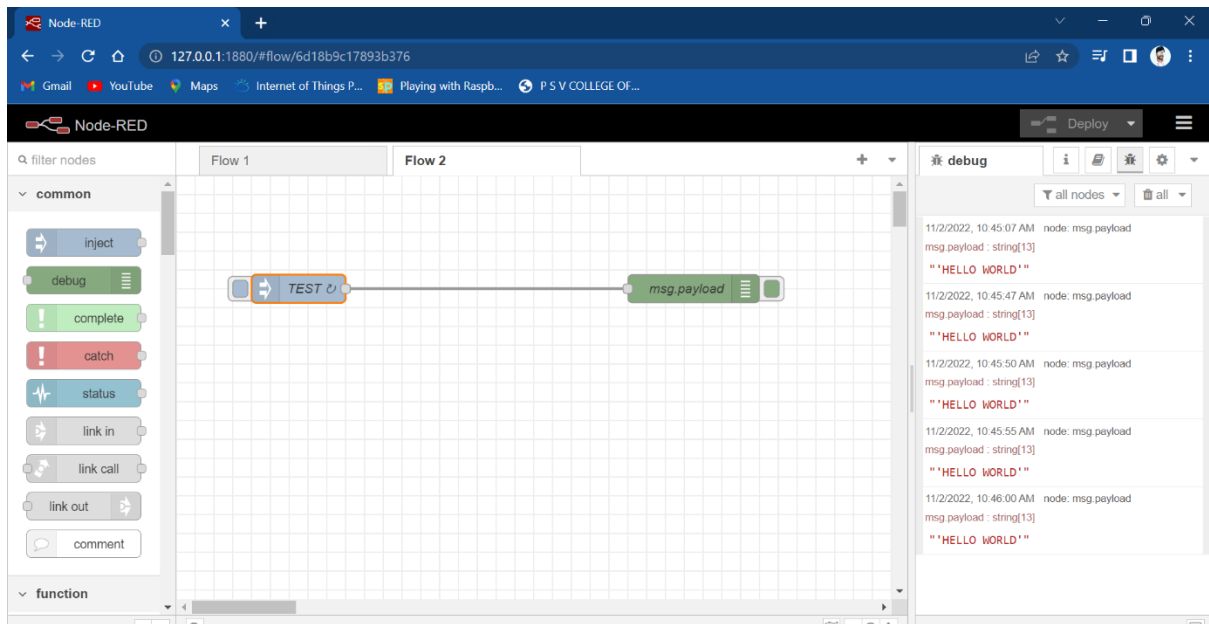 Node-RED
127.0.0.1:1880/#flow/6d18b9c17893b376
Gmail YouTube Maps Internet of Things P... Playing with Raspb... P S V COLLEGE OF...
Node-RED Deploy
filter nodes Flow 1 Flow 2 debug i
common all nodes all
inject
debug
complete
catch
status
link in
link call
link out
comment
function
TEST ↻ msg.payload
11/2/2022, 10:45:07 AM node: msg.payload
msg.payload : string[13]
"'HELLO WORLD'"
11/2/2022, 10:45:47 AM node: msg.payload
msg.payload : string[13]
"'HELLO WORLD'"
11/2/2022, 10:45:50 AM node: msg.payload
msg.payload : string[13]
"'HELLO WORLD'"
11/2/2022, 10:45:55 AM node: msg.payload
msg.payload : string[13]
"'HELLO WORLD'"
11/2/2022, 10:46:00 AM node: msg.payload
msg.payload : string[13]
"'HELLO WORLD'"